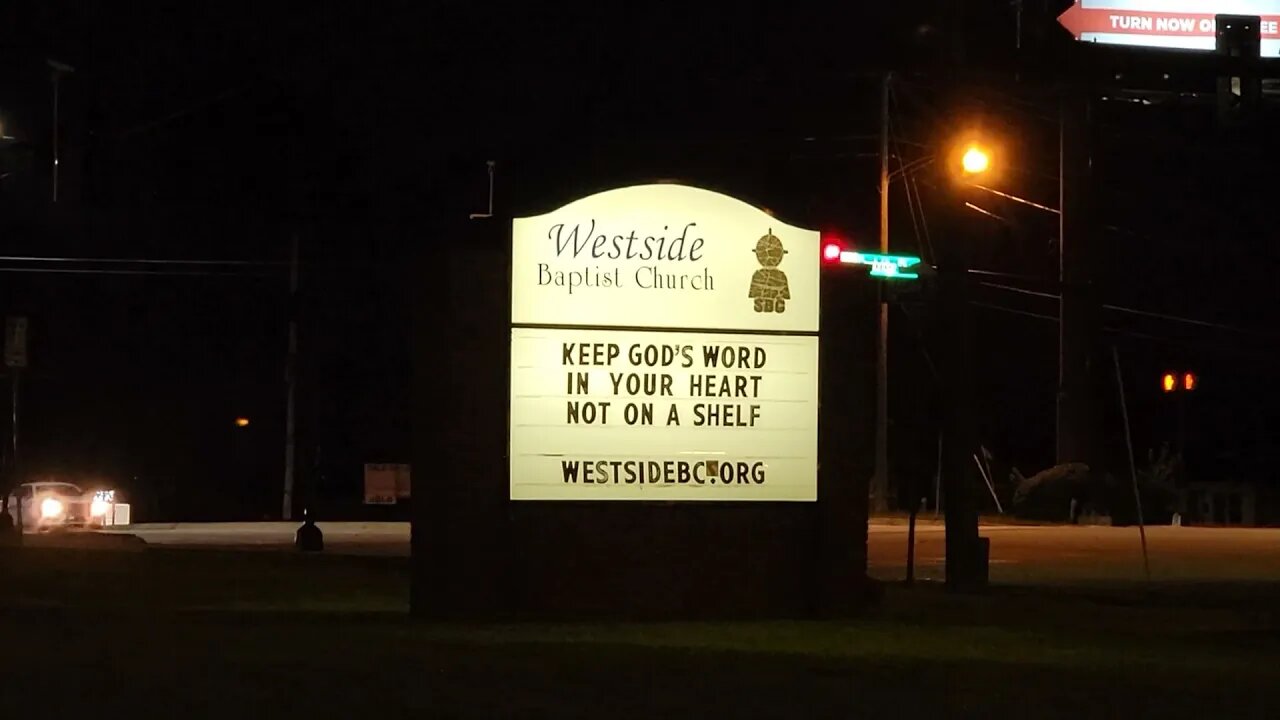 TURN NOW
Westside
Baptist Church
SBC
KEEP GOD'S WORD
IN YOUR HEART
NOT ON A SHELF
WESTSIDEBC.ORG